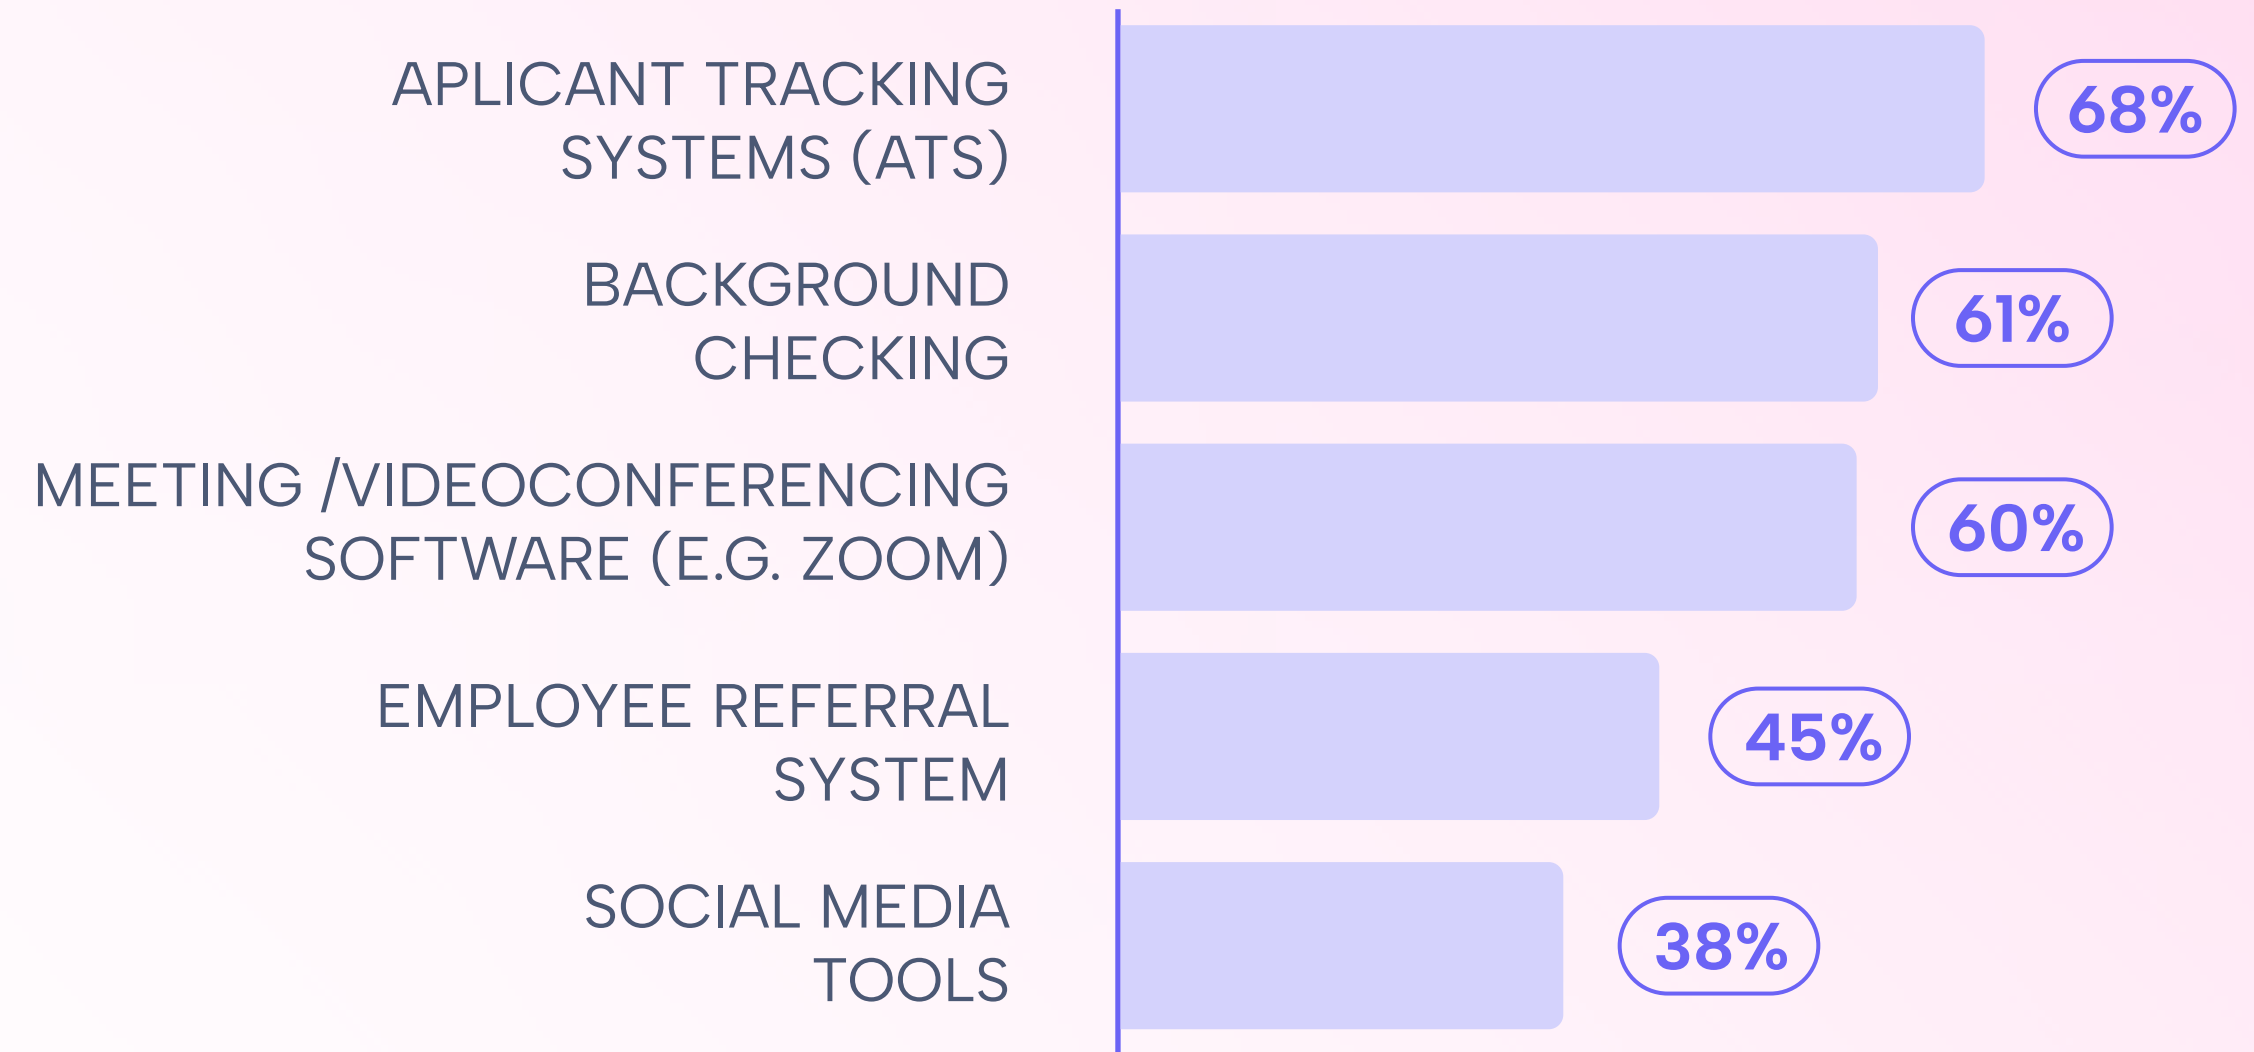 APLICANT TRACKING
SYSTEMS (ATS)
68%
BACKGROUND
CHECKING
61%
MEETING /VIDEOCONFERENCING
SOFTWARE (E.G. ZOOM)
60%
EMPLOYEE REFERRAL
SYSTEM
45%
SOCIAL MEDIA
TOOLS
38%